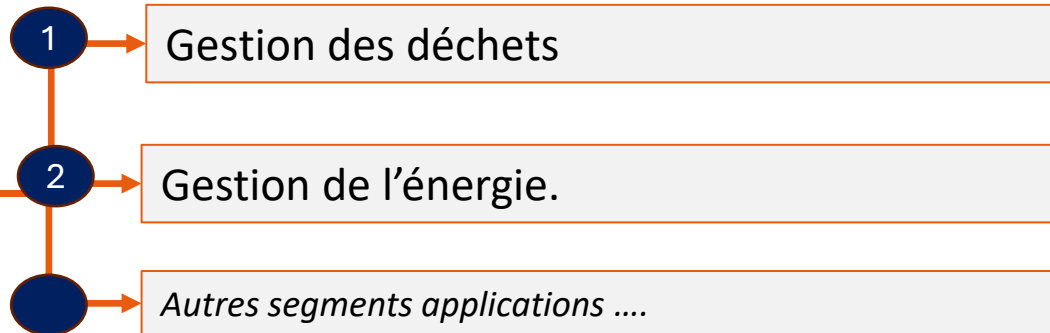 1
Gestion des déchets
2
Gestion de l’énergie.
Autres segments applications ….